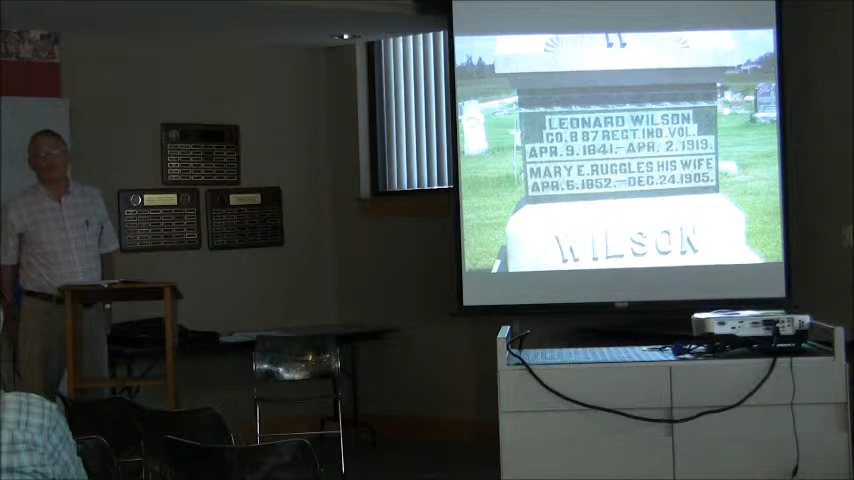 LEONARD WILSON
CO. B 87 REGT. IND. VOL.
APR. 9. 1841.–APR. 2. 1919.
MARY E. RUGGLES HIS WIFE
APR. 6. 1852.–DEC. 24. 1905.
WILSON